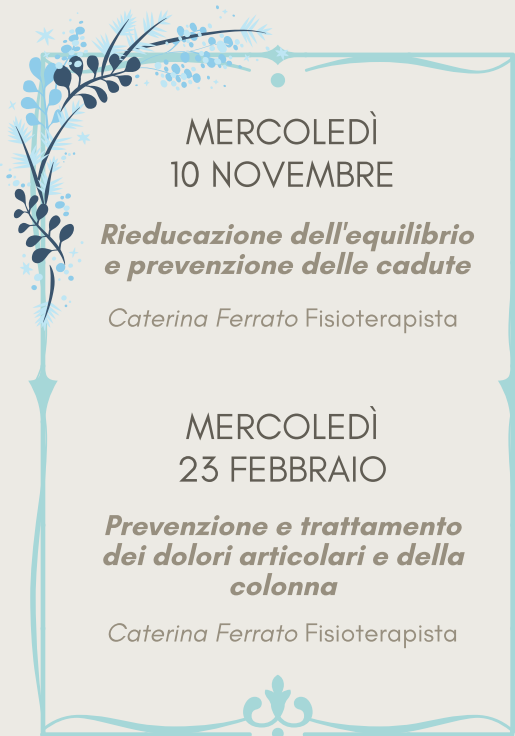 MERCOLEDÌ
10 NOVEMBRE
Rieducazione dell'equilibrio
e prevenzione delle cadute
Caterina Ferrato Fisioterapista
MERCOLEDÌ
23 FEBBRAIO
Prevenzione e trattamento
dei dolori articolari e della
colonna
Caterina Ferrato Fisioterapista